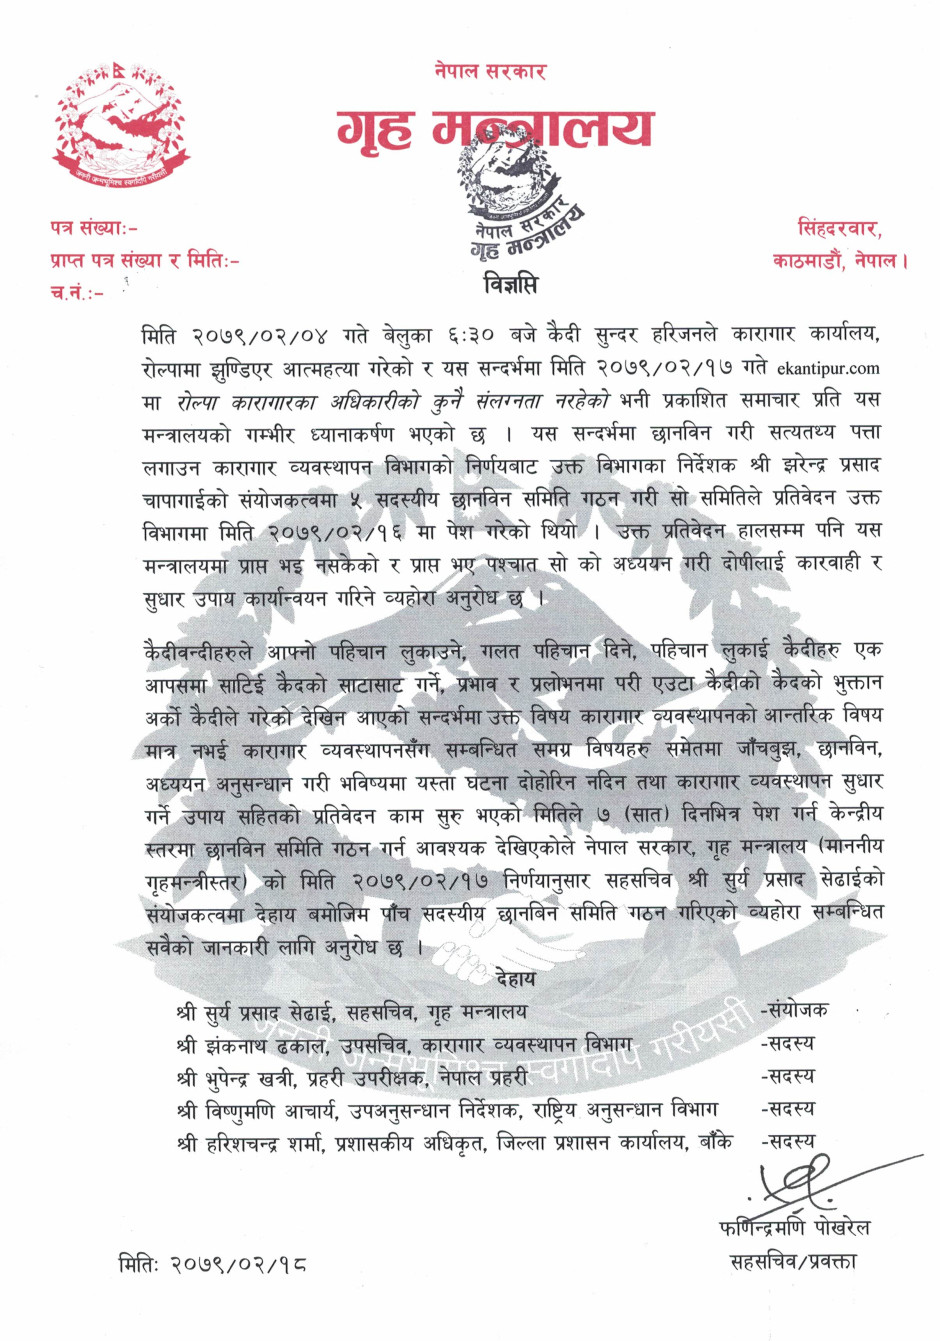 नेपाल सरकार
गृह मन्त्रालय
जननी जन्मभूमिश्च स्वर्गादपि गरीयसी
नेपाल सरकार
गृह मन्त्रालय
पत्र संख्याः-
प्राप्त पत्र संख्या र मितिः-
च.नं.ः-
सिंहदरवार,
काठमाडौं, नेपाल।
विज्ञप्ति
मिति २०७९/०२/०४ गते बेलुका ६ः३० बजे कैदी सुन्दर हरिजनले कारागार कार्यालय,
रोल्पामा झुण्डिएर आत्महत्या गरेको र यस सन्दर्भमा मिति २०७९/०२/१७ गते ekantipur.com
मा रोल्पा कारागारका अधिकारीको कुनै संलग्नता नरहेको भनी प्रकाशित समाचार प्रति यस
मन्त्रालयको गम्भीर ध्यानाकर्षण भएको छ । यस सन्दर्भमा छानविन गरी सत्यतथ्य पत्ता
लगाउन कारागार व्यवस्थापन विभागको निर्णयबाट उक्त विभागका निर्देशक श्री झरेन्द्र प्रसाद
चापागाईको संयोजकत्वमा ५ सदस्यीय छानविन समिति गठन गरी सो समितिले प्रतिवेदन उक्त
विभागमा मिति २०७९/०२/१६ मा पेश गरेको थियो । उक्त प्रतिवेदन हालसम्म पनि यस
मन्त्रालयमा प्राप्त भइ नसकेको र प्राप्त भए पश्चात सो को अध्ययन गरी दोषीलाई कारवाही र
सुधार उपाय कार्यान्वयन गरिने व्यहोरा अनुरोध छ ।
कैदीवन्दीहरुले आफ्नो पहिचान लुकाउने, गलत पहिचान दिने, पहिचान लुकाई कैदीहरु एक
आपसमा साटिई कैदको साटासाट गर्ने, प्रभाव र प्रलोभनमा परी एउटा कैदीको कैदको भुक्तान
अर्को कैदीले गरेको देखिन आएको सन्दर्भमा उक्त विषय कारागार व्यवस्थापनको आन्तरिक विषय
मात्र नभई कारागार व्यवस्थापनसँग सम्बन्धित समग्र विषयहरु समेतमा जाँचबुझ, छानविन,
अध्ययन अनुसन्धान गरी भविष्यमा यस्ता घटना दोहोरिन नदिन तथा कारागार व्यवस्थापन सुधार
गर्ने उपाय सहितको प्रतिवेदन काम सुरु भएको मितिले ७ (सात) दिनभित्र पेश गर्न केन्द्रीय
स्तरमा छानविन समिति गठन गर्न आवश्यक देखिएकोले नेपाल सरकार, गृह मन्त्रालय (माननीय
गृहमन्त्रीस्तर) को मिति २०७९/०२/१७ निर्णयानुसार सहसचिव श्री सुर्य प्रसाद सेढाईको
संयोजकत्वमा देहाय बमोजिम पाँच सदस्यीय छानबिन समिति गठन गरिएको व्यहोरा सम्बन्धित
सवैको जानकारी लागि अनुरोध छ ।
देहाय
श्री सुर्य प्रसाद सेढाई, सहसचिव, गृह मन्त्रालय -संयोजक
श्री झंकनाथ ढकाल, उपसचिव, कारागार व्यवस्थापन विभाग -सदस्य
श्री भुपेन्द्र खत्री, प्रहरी उपरीक्षक, नेपाल प्रहरी -सदस्य
श्री विष्णुमणि आचार्य, उपअनुसन्धान निर्देशक, राष्ट्रिय अनुसन्धान विभाग -सदस्य
श्री हरिशचन्द्र शर्मा, प्रशासकीय अधिकृत, जिल्ला प्रशासन कार्यालय, बाँके -सदस्य
जननी जन्मभूमिश्च स्वर्गादपि गरीयसी
फणिन्द्रमणि पोखरेल
सहसचिव/प्रवक्ता
मितिः २०७९/०२/१८